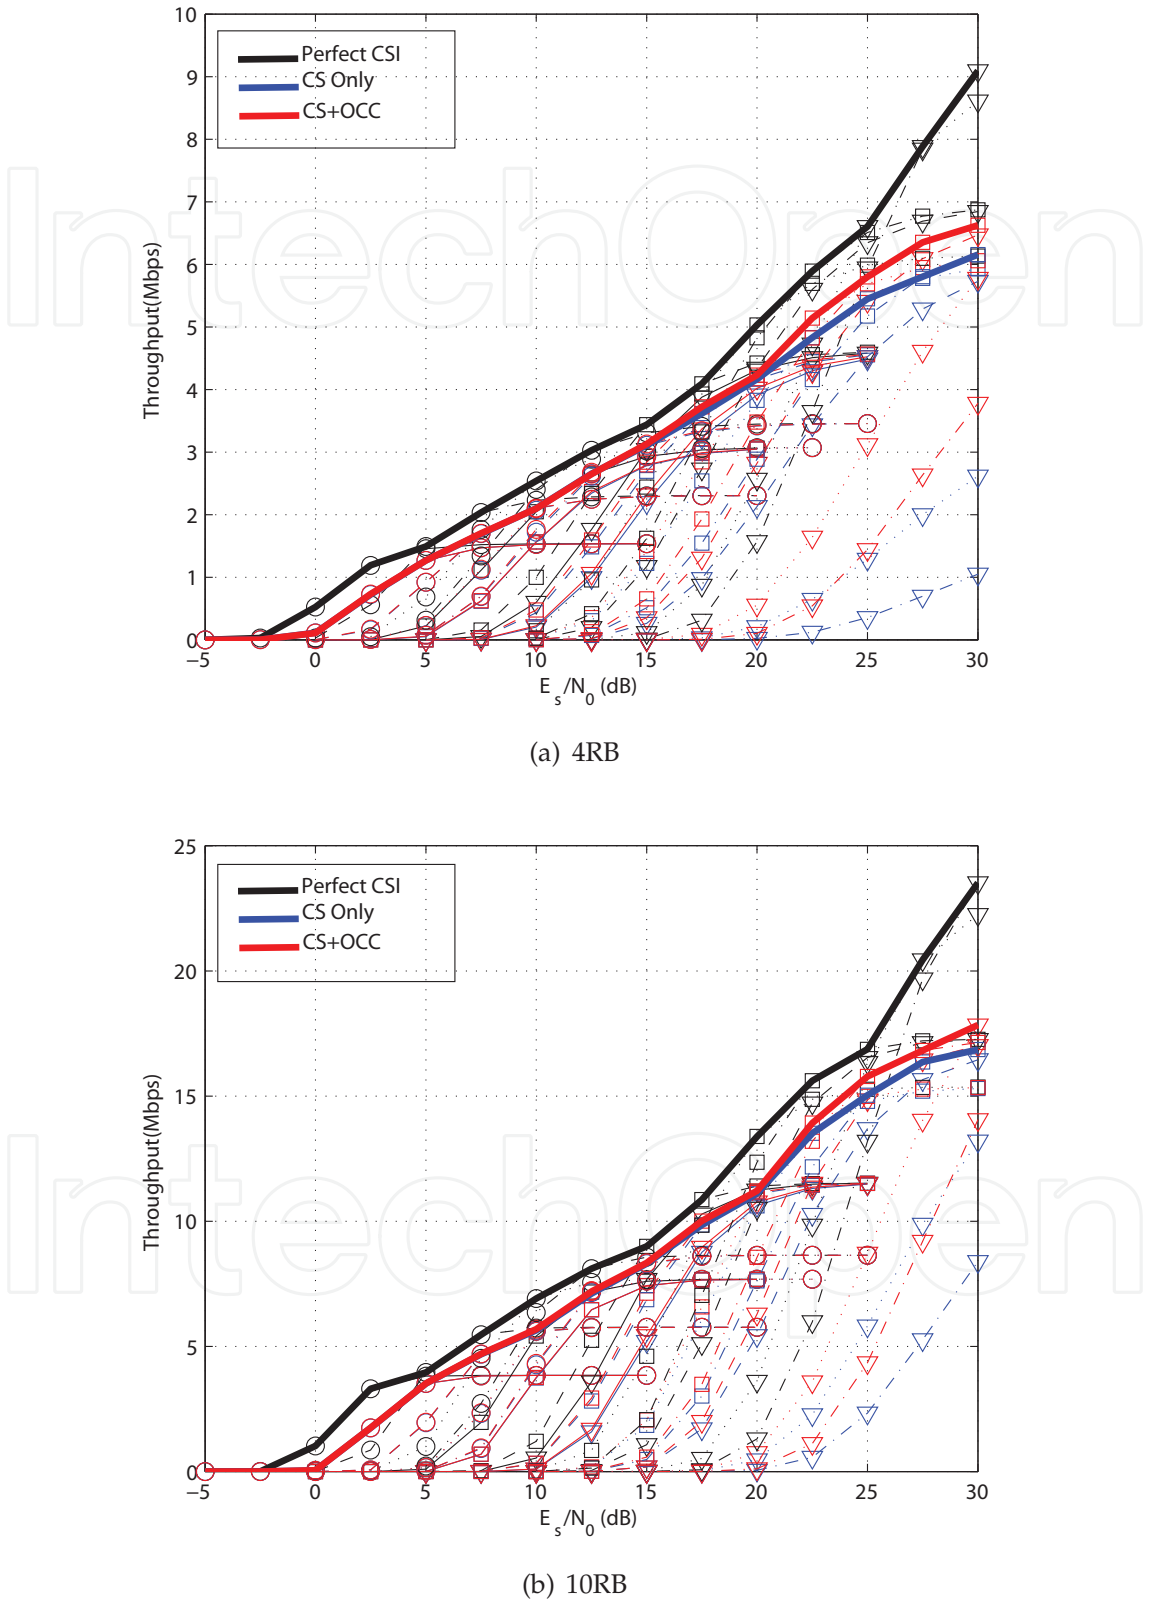 10
9
8
7
6
5
4
3
2
1
0
Throughput(Mbps)
Perfect CSI
CS Only
CS+OCC
−5 0 5 10 15 20 25 30
E_s/N_0 (dB)
(a) 4RB
25
20
15
10
5
0
Throughput(Mbps)
Perfect CSI
CS Only
CS+OCC
−5 0 5 10 15 20 25 30
E_s/N_0 (dB)
(b) 10RB
IntechOpen
IntechOpen